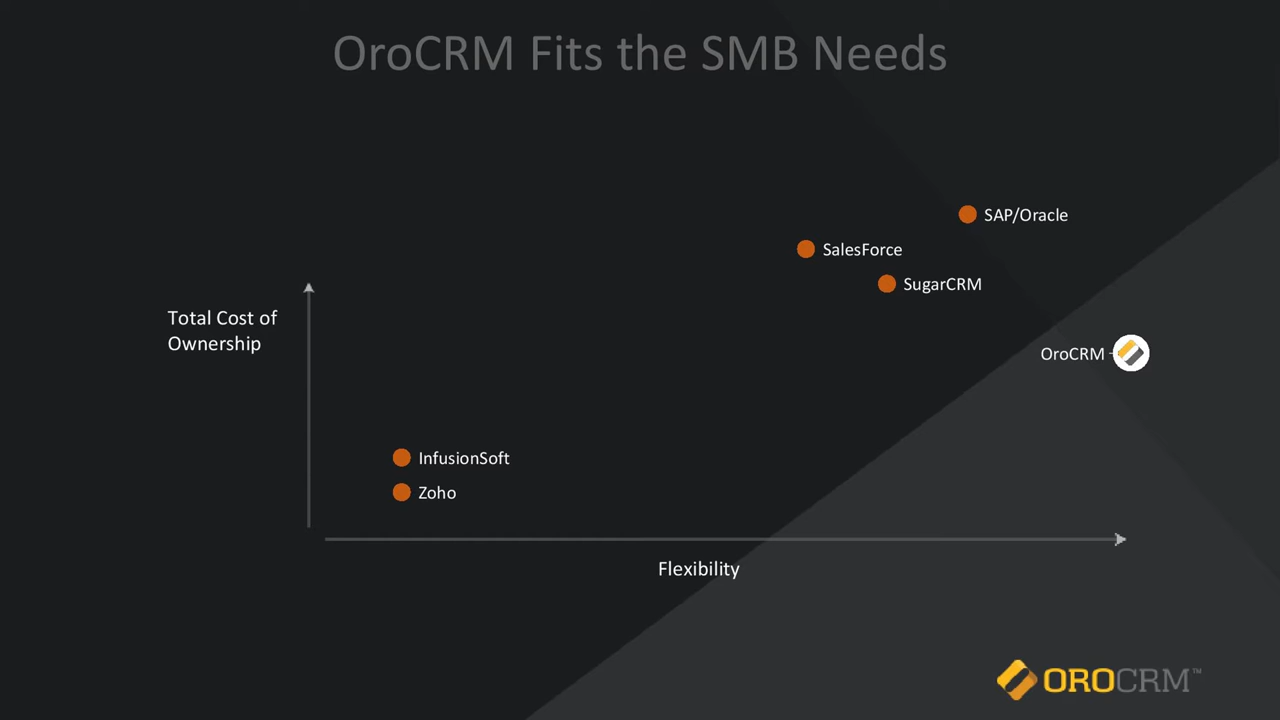 OroCRM Fits the SMB Needs
SAP/Oracle
SalesForce
SugarCRM
Total Cost of
Ownership
OroCRM
InfusionSoft
Zoho
Flexibility
OROCRM™